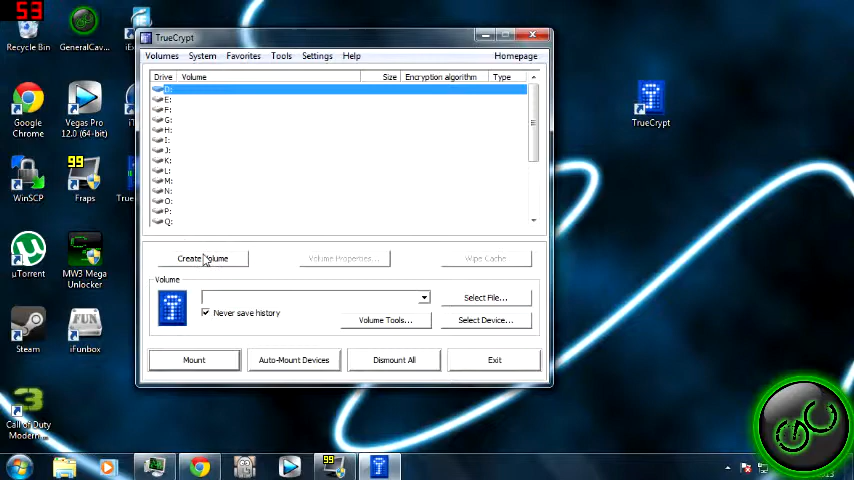 53
Recycle Bin
GeneralCav...
Google
Chrome
Vegas Pro
12.0 (64-bit)
WinSCP
99
Fraps
µTorrent
MW3 Mega
Unlocker
Steam
iFunbox
3
Call of Duty
Modern...
TrueCrypt
TrueCrypt
Volumes System Favorites Tools Settings Help Homepage
Drive Volume Size Encryption algorithm Type
D:
E:
F:
G:
H:
I:
J:
K:
L:
M:
N:
O:
P:
Q:
Create Volume Volume Properties... Wipe Cache
Volume
Select File...
Never save history
Volume Tools... Select Device...
Mount Auto-Mount Devices Dismount All Exit
99